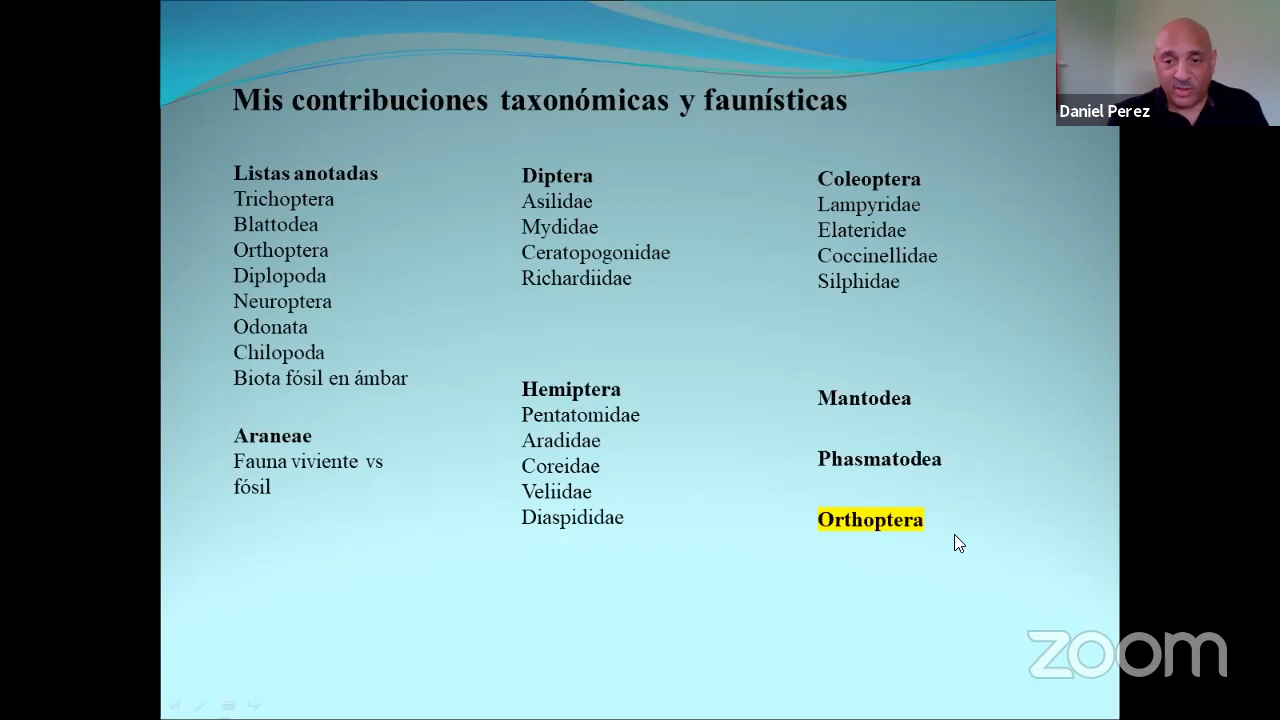 Mis contribuciones taxonómicas y faunísticas
Daniel Perez
Listas anotadas
Trichoptera
Blattodea
Orthoptera
Diplopoda
Neuroptera
Odonata
Chilopoda
Biota fósil en ámbar
Araneae
Fauna viviente vs
fósil
Diptera
Asilidae
Mydidae
Ceratopogonidae
Richardiidae
Hemiptera
Pentatomidae
Aradidae
Coreidae
Veliidae
Diaspididae
Coleoptera
Lampyridae
Elateridae
Coccinellidae
Silphidae
Mantodea
Phasmatodea
Orthoptera
zoom